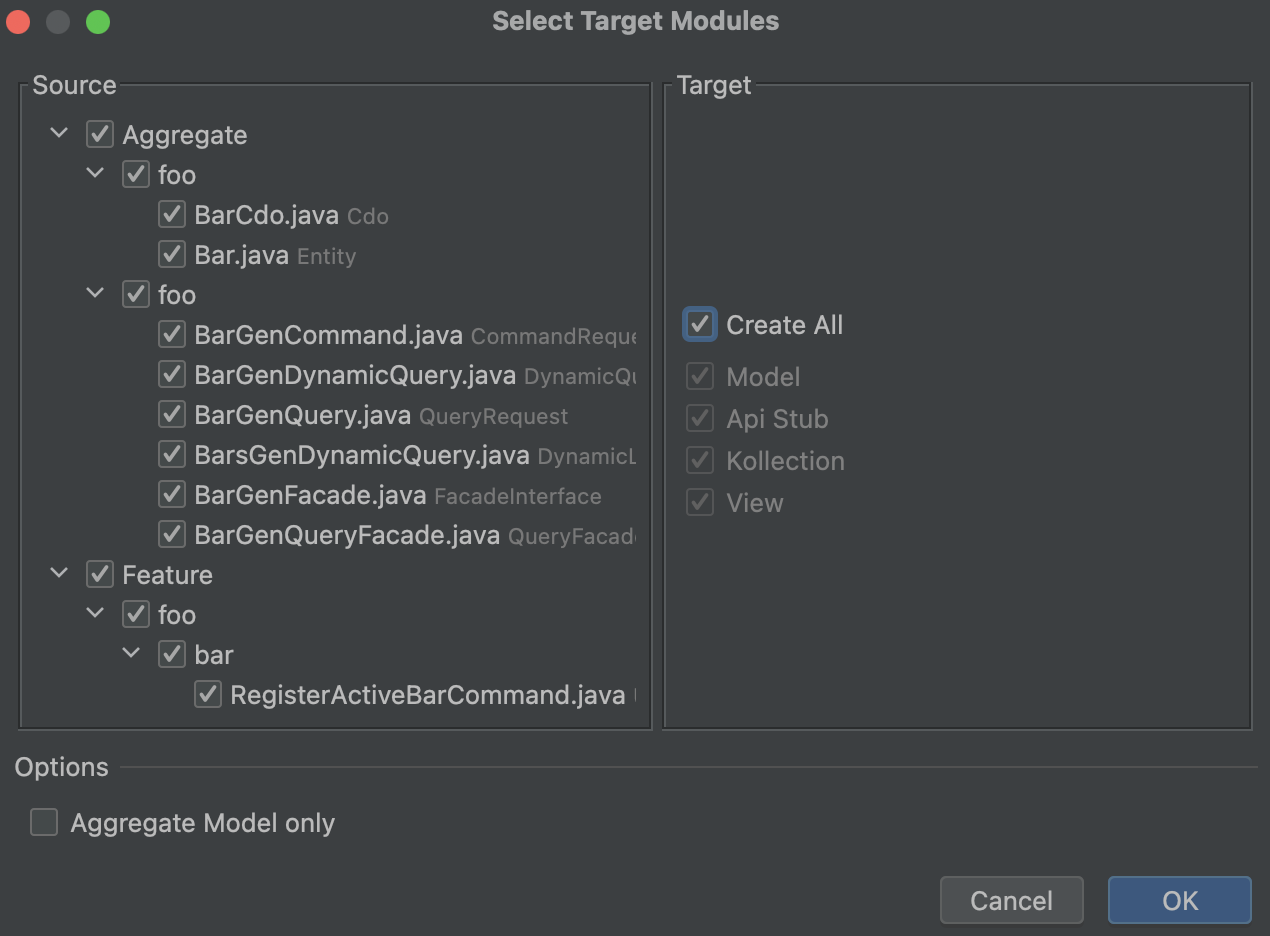 Select Target Modules
Source
Aggregate
foo
BarCdo.java Cdo
Bar.java Entity
foo
BarGenCommand.java CommandReque
BarGenDynamicQuery.java DynamicQu
BarGenQuery.java QueryRequest
BarsGenDynamicQuery.java DynamicL
BarGenFacade.java FacadeInterface
BarGenQueryFacade.java QueryFacad
Feature
foo
bar
RegisterActiveBarCommand.java
Target
Create All
Model
Api Stub
Kollection
View
Options
Aggregate Model only
Cancel
OK